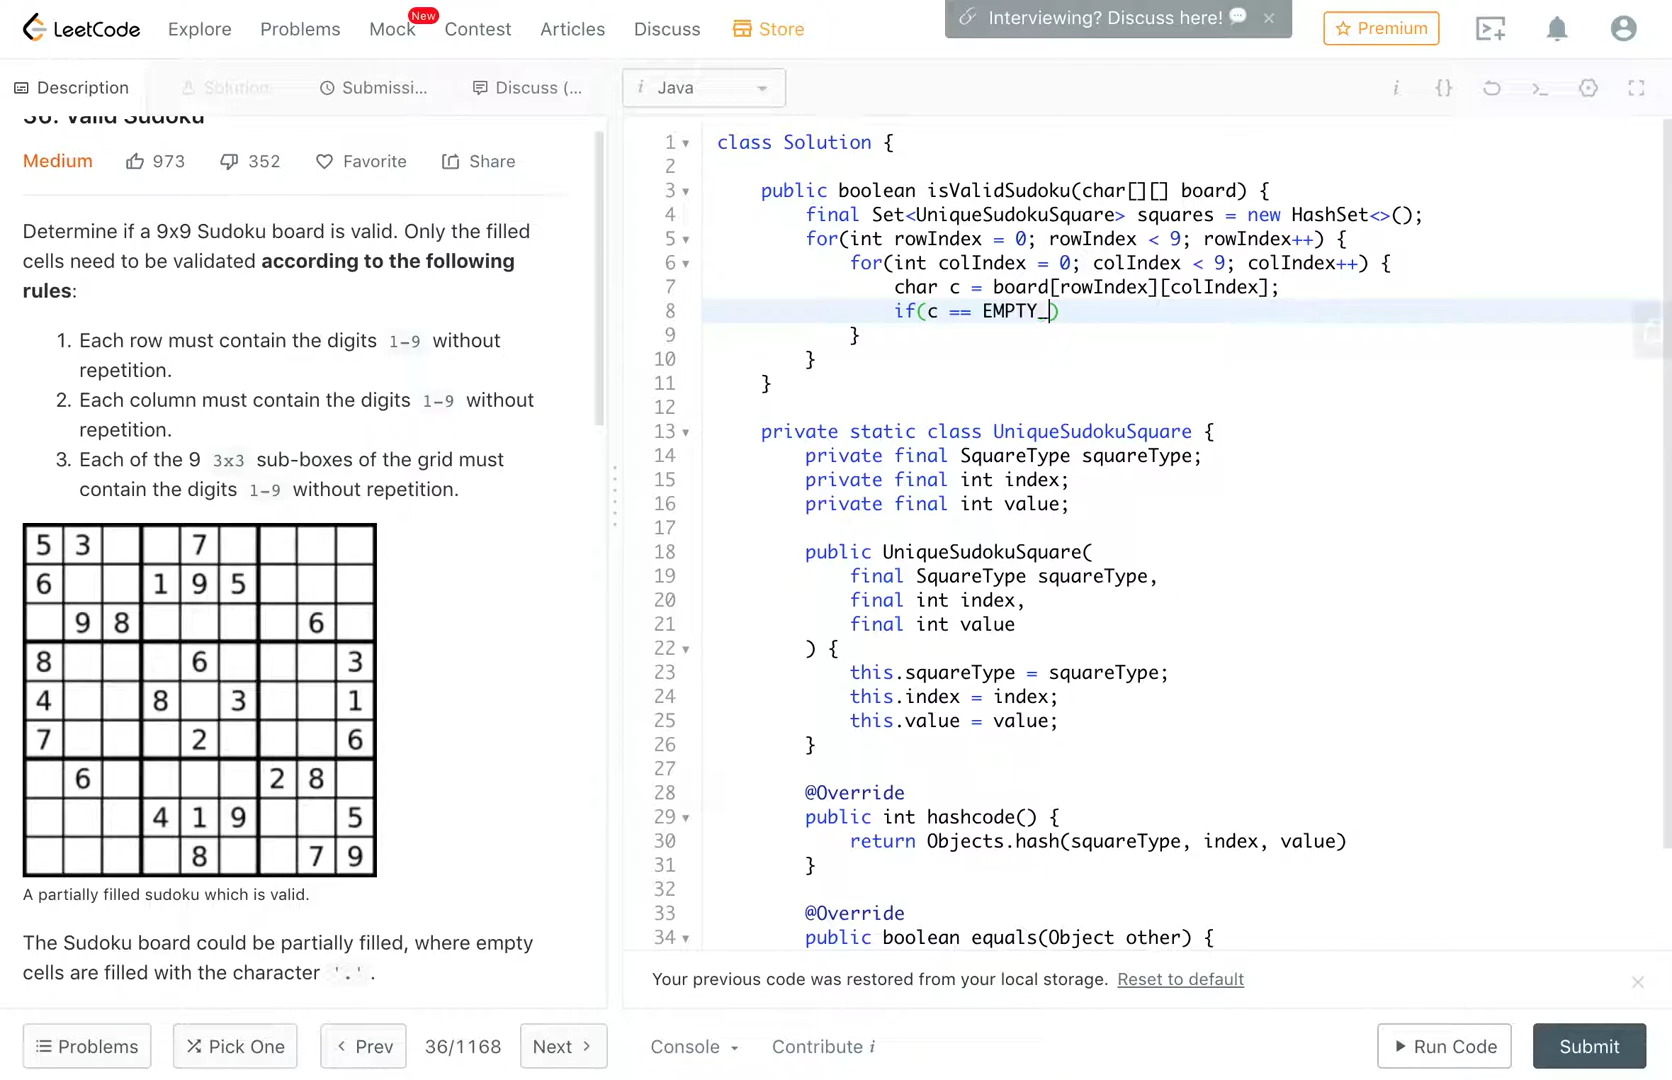 LeetCode Explore Problems Mock New Contest Articles Discuss Store Interviewing? Discuss here! × Premium
Description Solution Submissi... Discuss (... i Java
36. Valid Sudoku
Medium 973 352 Favorite Share
Determine if a 9x9 Sudoku board is valid. Only the filled
cells need to be validated according to the following
rules:
1. Each row must contain the digits 1-9 without
repetition.
2. Each column must contain the digits 1-9 without
repetition.
3. Each of the 9 3x3 sub-boxes of the grid must
contain the digits 1-9 without repetition.
5 3 7
6 1 9 5
9 8 6
8 6 3
4 8 3 1
7 2 6
6 2 8
4 1 9 5
8 7 9
A partially filled sudoku which is valid.
The Sudoku board could be partially filled, where empty
cells are filled with the character '.'.
Problems Pick One Prev 36/1168 Next
i {} >_
1 class Solution {
2
3 public boolean isValidSudoku(char[][] board) {
4 final Set<UniqueSudokuSquare> squares = new HashSet<>();
5 for(int rowIndex = 0; rowIndex < 9; rowIndex++) {
6 for(int colIndex = 0; colIndex < 9; colIndex++) {
7 char c = board[rowIndex][colIndex];
8 if(c == EMPTY_)
9 }
10 }
11 }
12
13 private static class UniqueSudokuSquare {
14 private final SquareType squareType;
15 private final int index;
16 private final int value;
17
18 public UniqueSudokuSquare(
19 final SquareType squareType,
20 final int index,
21 final int value
22 ) {
23 this.squareType = squareType;
24 this.index = index;
25 this.value = value;
26 }
27
28 @Override
29 public int hashcode() {
30 return Objects.hash(squareType, index, value)
31 }
32
33 @Override
34 public boolean equals(Object other) {
Your previous code was restored from your local storage. Reset to default ×
Console Contribute i Run Code Submit